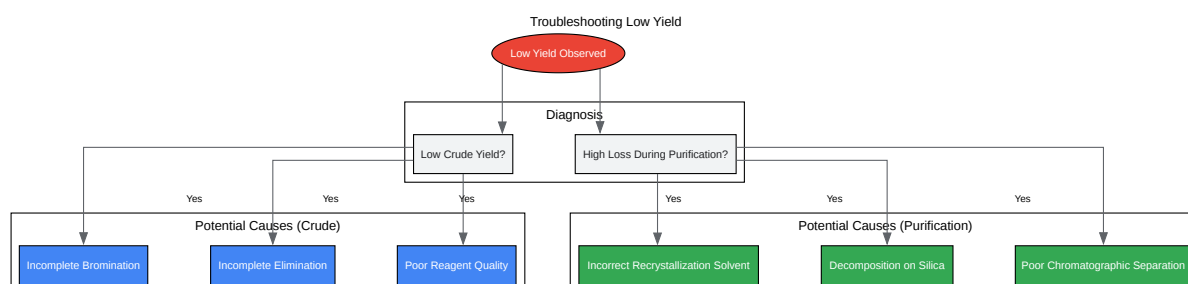 Troubleshooting Low Yield
Low Yield Observed
Diagnosis
Low Crude Yield?
High Loss During Purification?
Yes
Yes
Yes
Yes
Yes
Yes
Potential Causes (Crude)
Potential Causes (Purification)
Incomplete Bromination
Incomplete Elimination
Poor Reagent Quality
Incorrect Recrystallization Solvent
Decomposition on Silica
Poor Chromatographic Separation